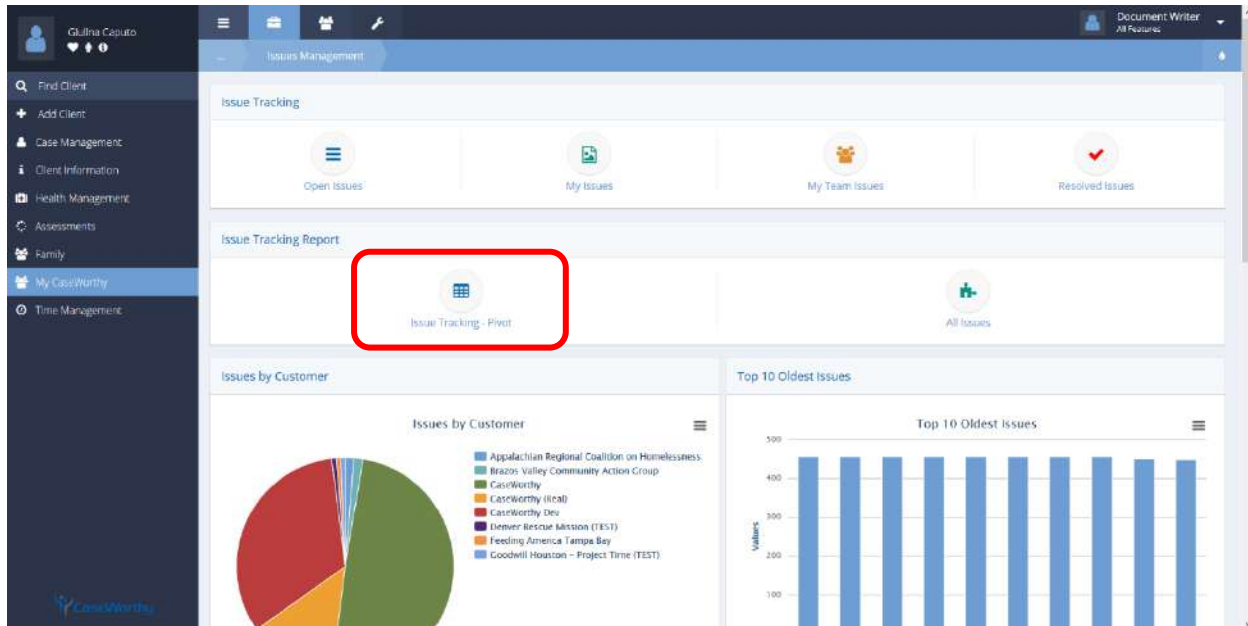 Giulina Caputo
Document Writer
All Features
... Issues Management
Find Client
Add Client
Case Management
Client Information
Health Management
Assessments
Family
My CaseWorthy
Time Management
CaseWorthy
Issue Tracking
Open Issues
My Issues
My Team Issues
Resolved Issues
Issue Tracking Report
Issue Tracking - Pivot
All Issues
Issues by Customer
Issues by Customer
Appalachian Regional Coalition on Homelessness
Brazos Valley Community Action Group
CaseWorthy
CaseWorthy (Real)
CaseWorthy Dev
Denver Rescue Mission (TEST)
Feeding America Tampa Bay
Goodwill Houston – Project Time (TEST)
Top 10 Oldest Issues
Top 10 Oldest Issues
Values
500
400
300
200
100